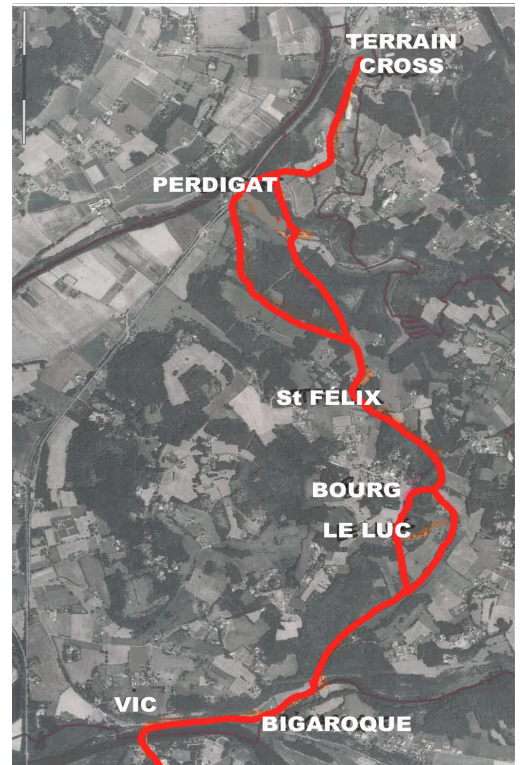 TERRAIN
CROSS
PERDIGAT
St FÉLIX
BOURG
LE LUC
VIC
BIGAROQUE